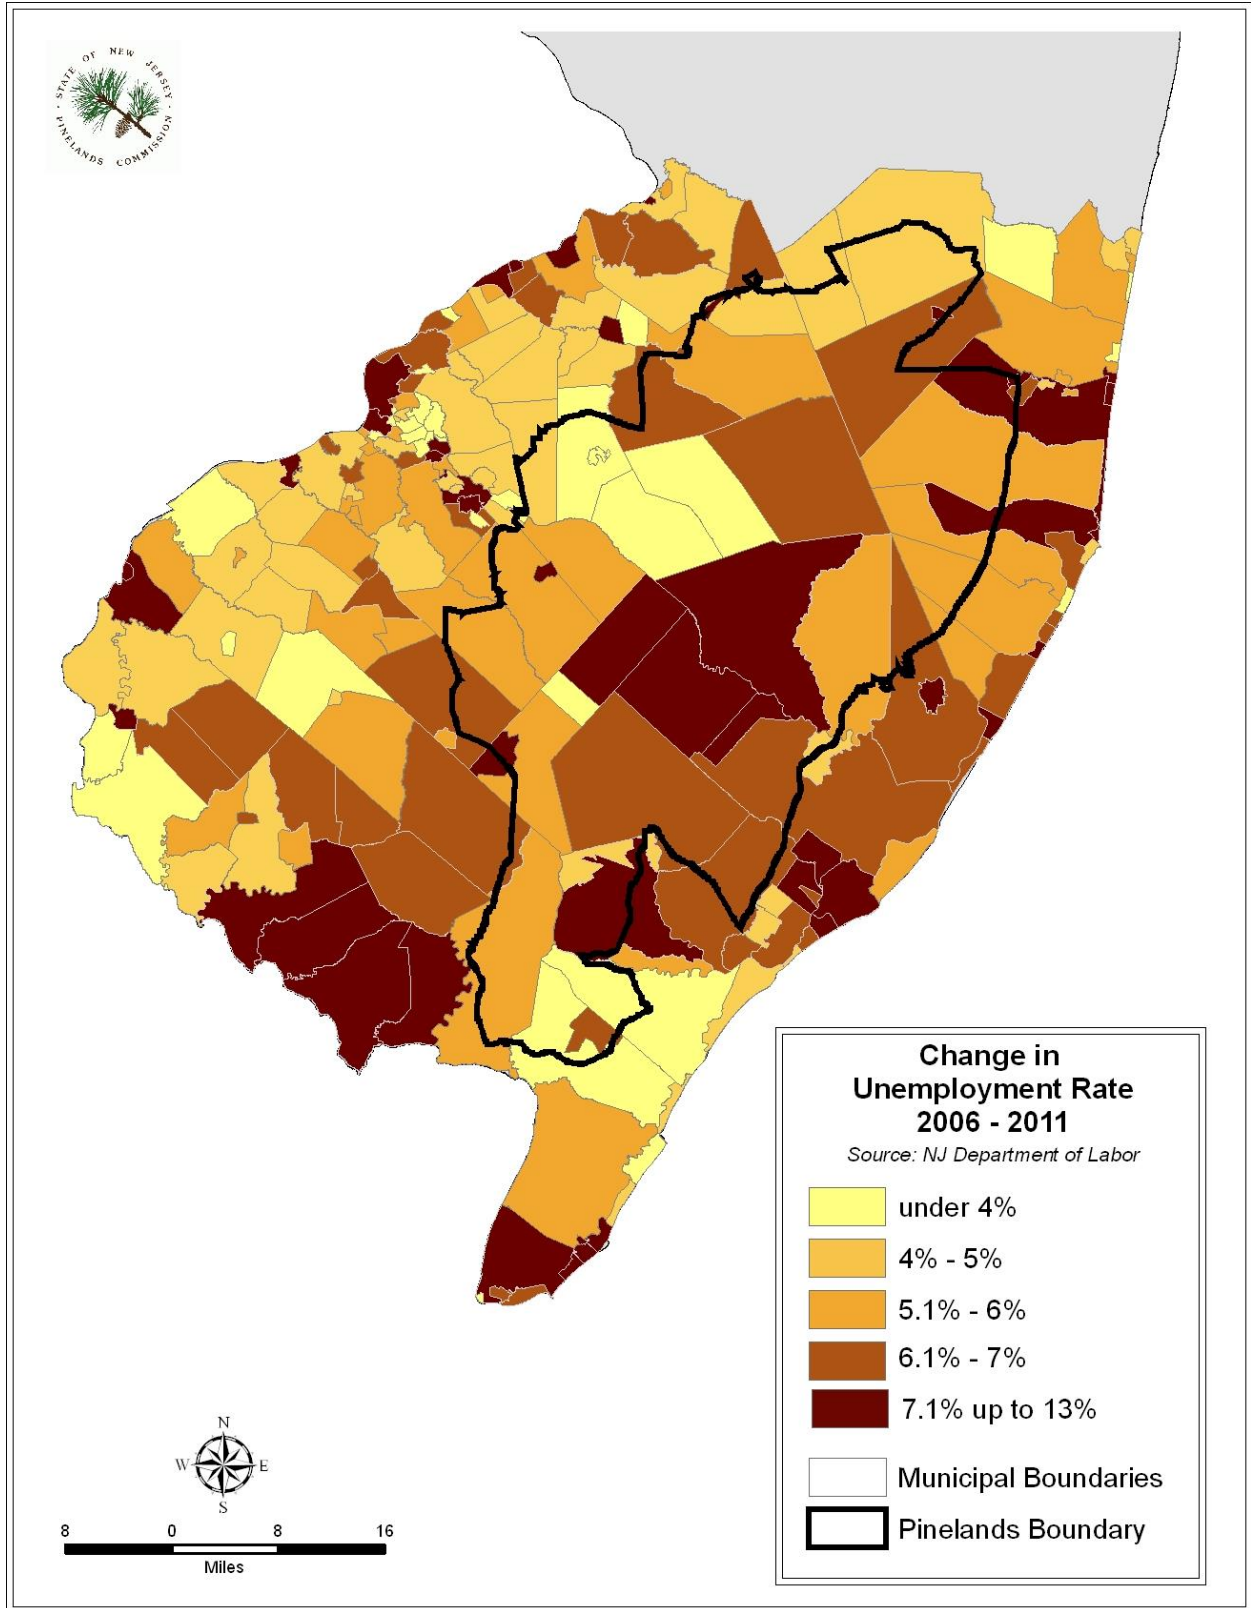 STATE OF NEW JERSEY
PINELANDS COMMISSION
Change in
Unemployment Rate
2006 - 2011
Source: NJ Department of Labor
under 4%
4% - 5%
5.1% - 6%
6.1% - 7%
7.1% up to 13%
Municipal Boundaries
Pinelands Boundary
N
W E
S
8 0 8 16
Miles